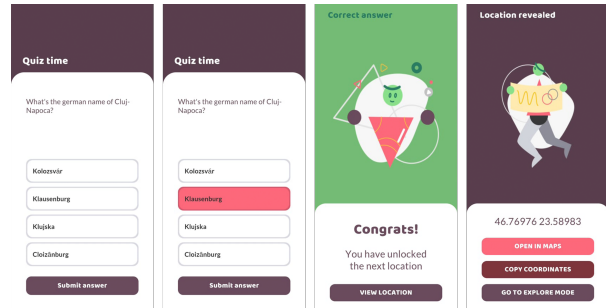 Quiz time
What's the german name of Cluj-
Napoca?
Kolozsvár
Klausenburg
Klujska
Cloizänburg
Submit answer
Quiz time
What's the german name of Cluj-
Napoca?
Kolozsvár
Klausenburg
Klujska
Cloizänburg
Submit answer
Correct answer
Congrats!
You have unlocked
the next location
VIEW LOCATION
Location revealed
46.76976 23.58983
OPEN IN MAPS
COPY COORDINATES
GO TO EXPLORE MODE